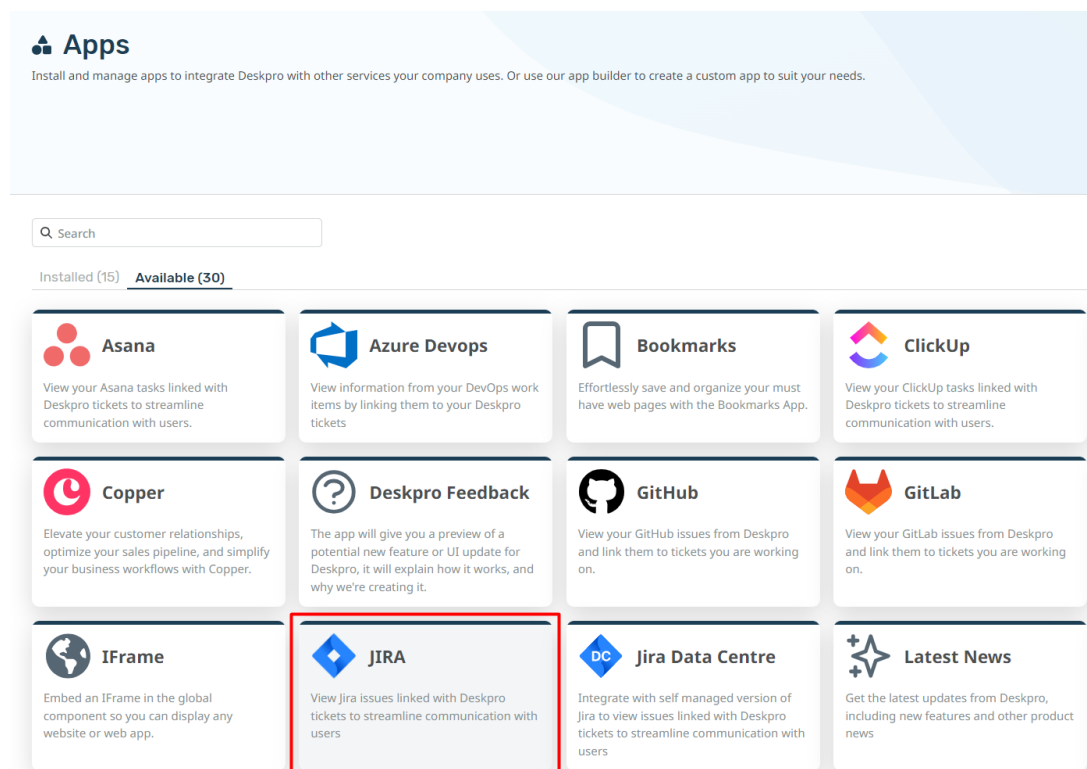 Apps
Install and manage apps to integrate Deskpro with other services your company uses. Or use our app builder to create a custom app to suit your needs.
Search
Installed (15) Available (30)
Asana
View your Asana tasks linked with
Deskpro tickets to streamline
communication with users.
Azure Devops
View information from your DevOps work
items by linking them to your Deskpro
tickets
Bookmarks
Effortlessly save and organize your must
have web pages with the Bookmarks App.
ClickUp
View your ClickUp tasks linked with
Deskpro tickets to streamline
communication with users.
Copper
Elevate your customer relationships,
optimize your sales pipeline, and simplify
your business workflows with Copper.
Deskpro Feedback
The app will give you a preview of a
potential new feature or UI update for
Deskpro, it will explain how it works, and
why we're creating it.
GitHub
View your GitHub issues from Deskpro
and link them to tickets you are working
on.
GitLab
View your GitLab issues from Deskpro
and link them to tickets you are working
on.
IFrame
Embed an IFrame in the global
component so you can display any
website or web app.
JIRA
View Jira issues linked with Deskpro
tickets to streamline communication with
users
DC
Jira Data Centre
Integrate with self managed version of
Jira to view issues linked with Deskpro
tickets to streamline communication with
users
Latest News
Get the latest updates from Deskpro,
including new features and other product
news